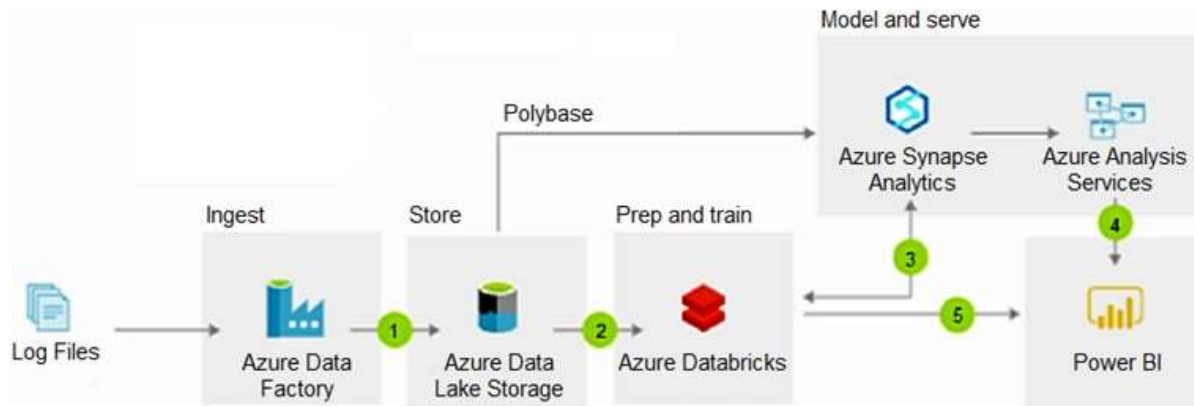 Model and serve
Polybase
Azure Synapse
Analytics
Azure Analysis
Services
Ingest
Store
Prep and train
3
4
Log Files
1
2
5
Azure Data
Factory
Azure Data
Lake Storage
Azure Databricks
Power BI